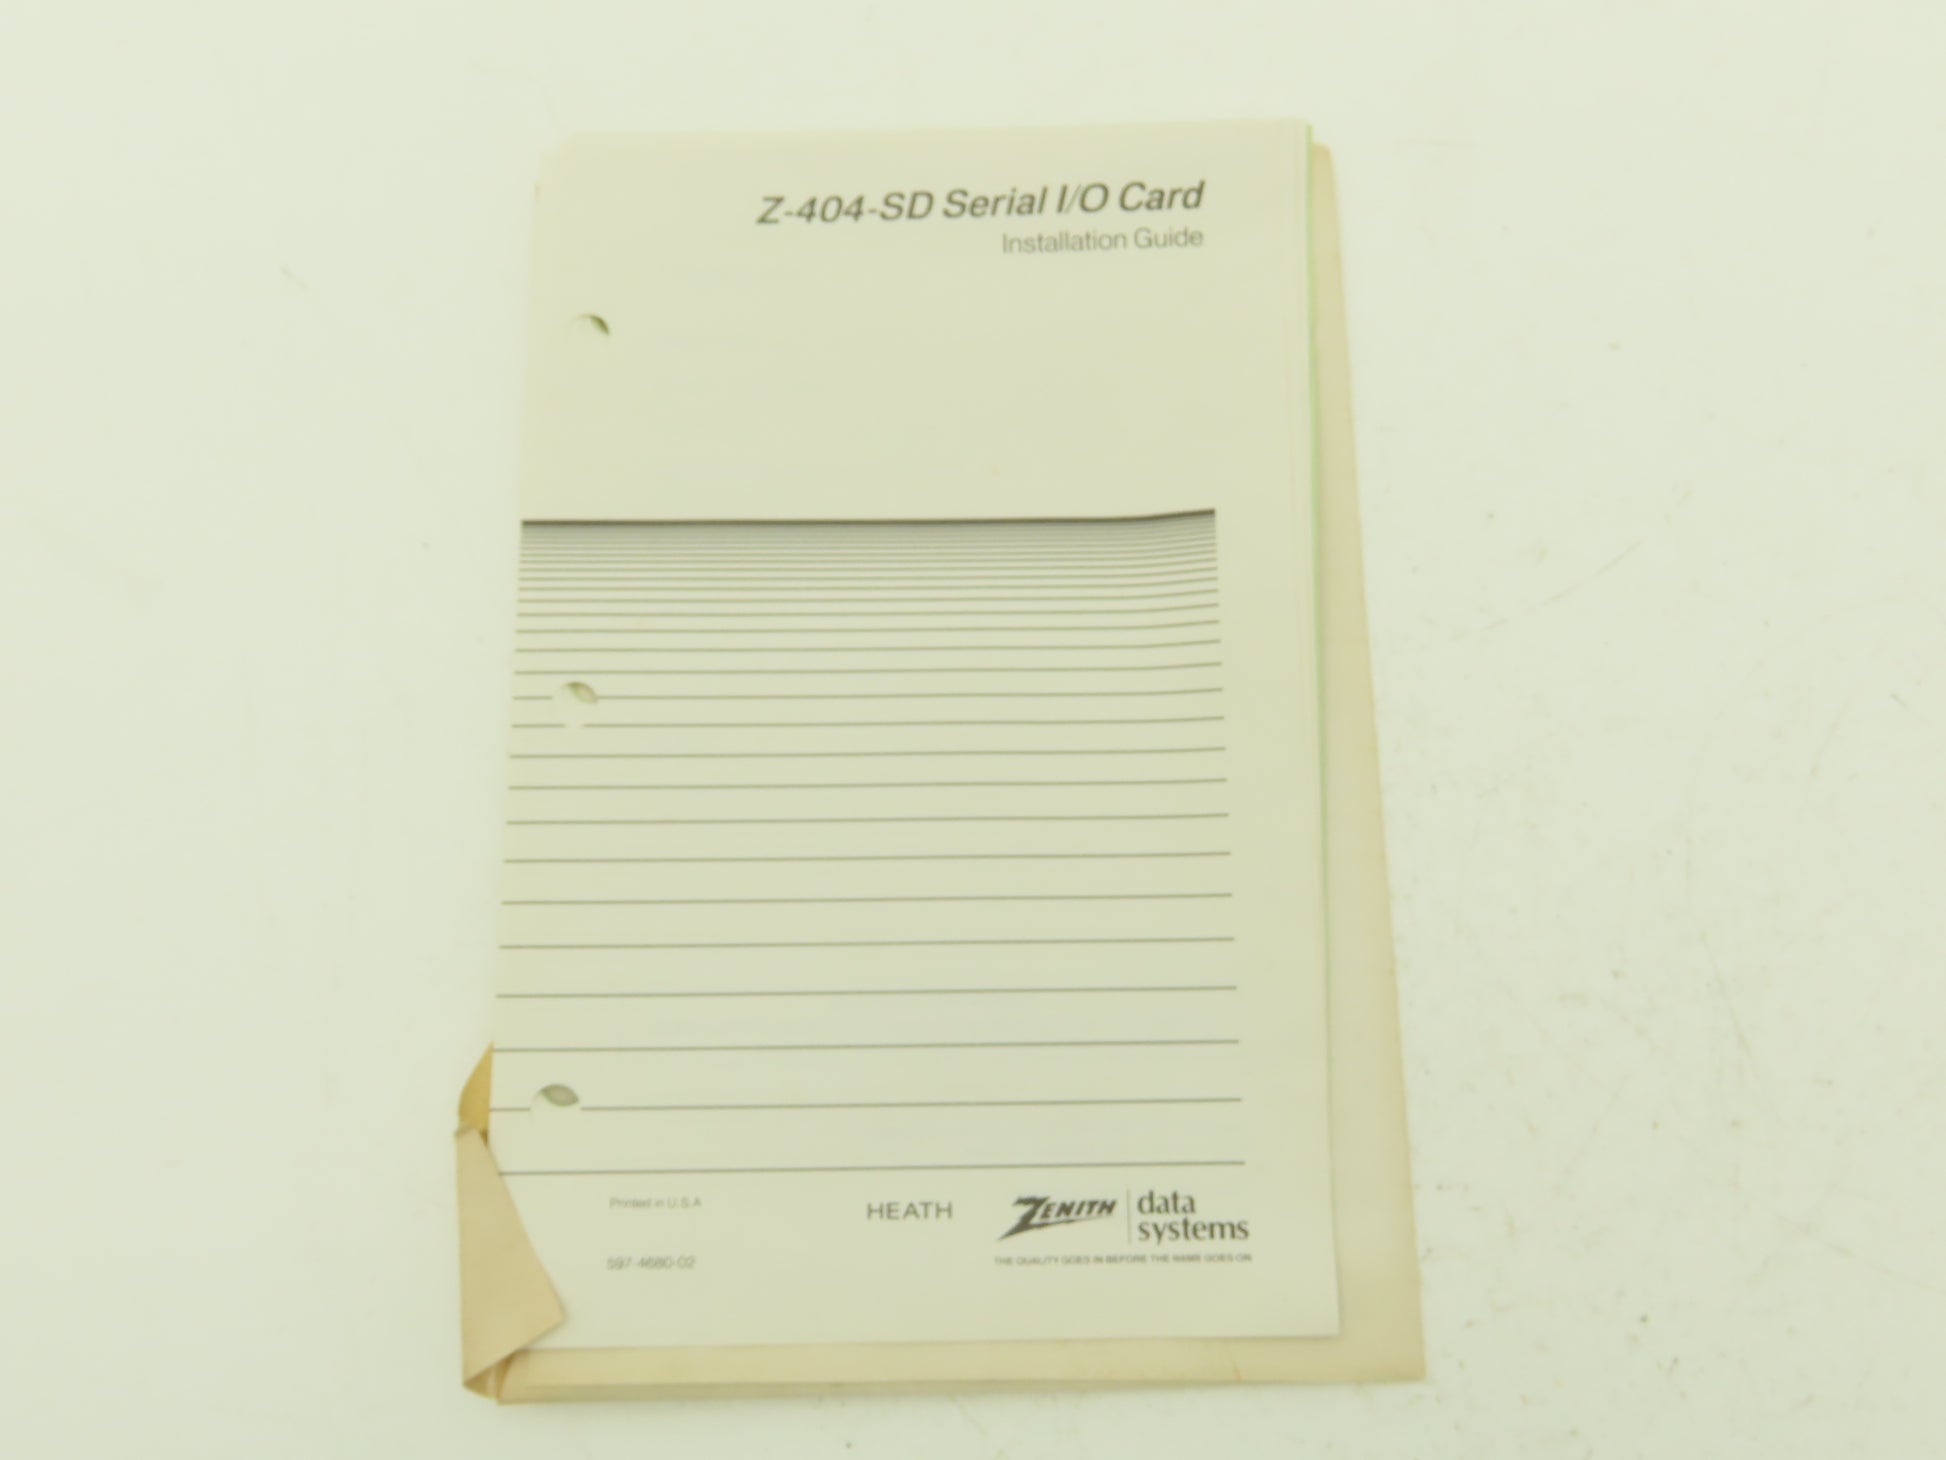 Z-404-SD Serial I/O Card
Installation Guide
Printed in U.S.A
HEATH
ZENITH
data
systems
597-4680-02
THE QUALITY GOES IN BEFORE THE NAME GOES ON